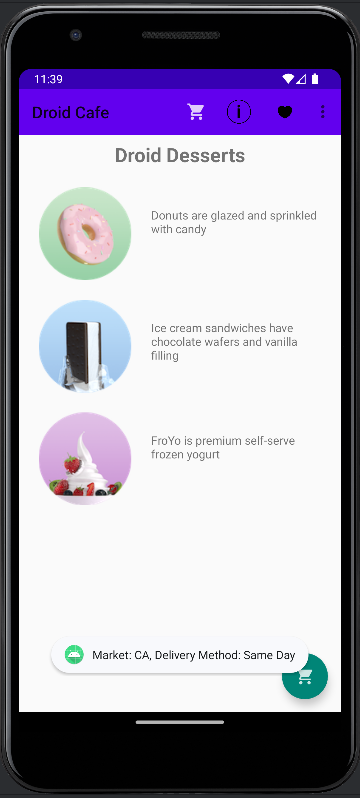 11:39
Droid Cafe
Droid Desserts
Donuts are glazed and sprinkled
with candy
Ice cream sandwiches have
chocolate wafers and vanilla
filling
FroYo is premium self-serve
frozen yogurt
Market: CA, Delivery Method: Same Day